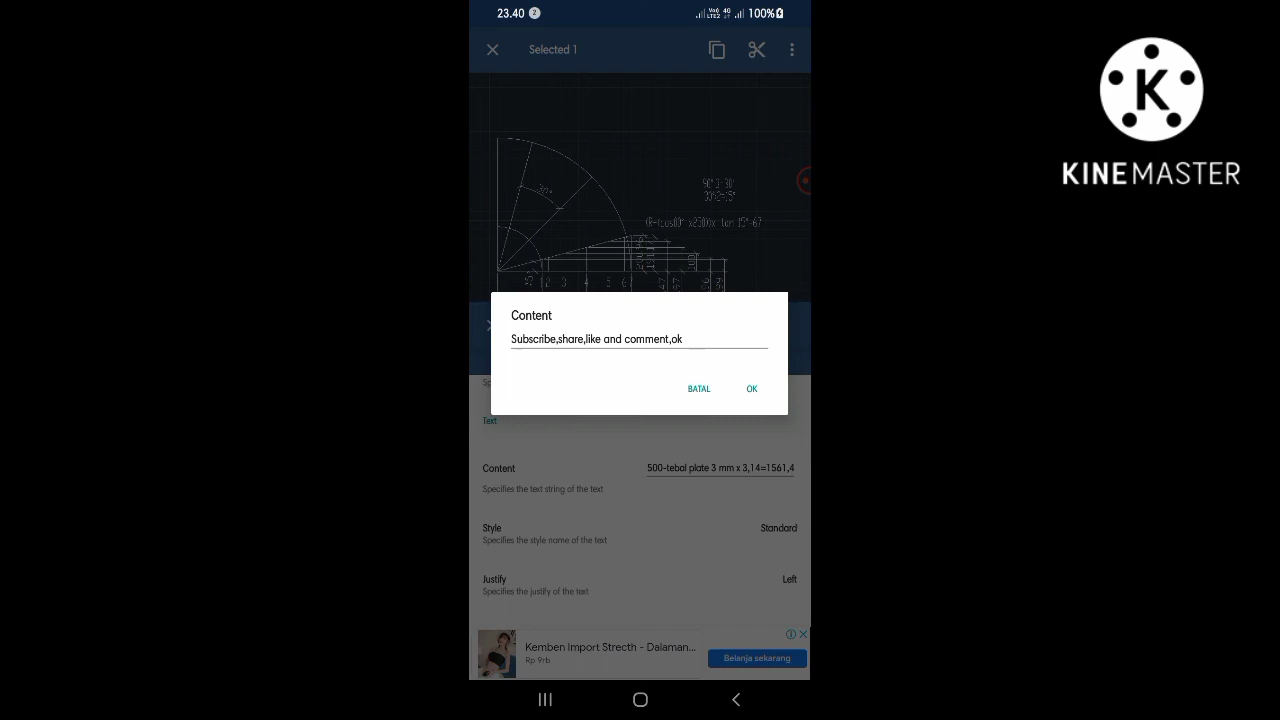 23.40 2 100%
Selected 1
K
KINEMASTER
30°
Content
Subscribe,share,like and comment,ok
BATAL OK
Text
Content 500-tebal plate 3 mm x 3,14=1561,4
Specifies the text string of the text
Style Standard
Specifies the style name of the text
Justify Left
Specifies the justify of the text
Kemben Import Strecth - Dalaman...
Rp 9rb
Belanja sekarang